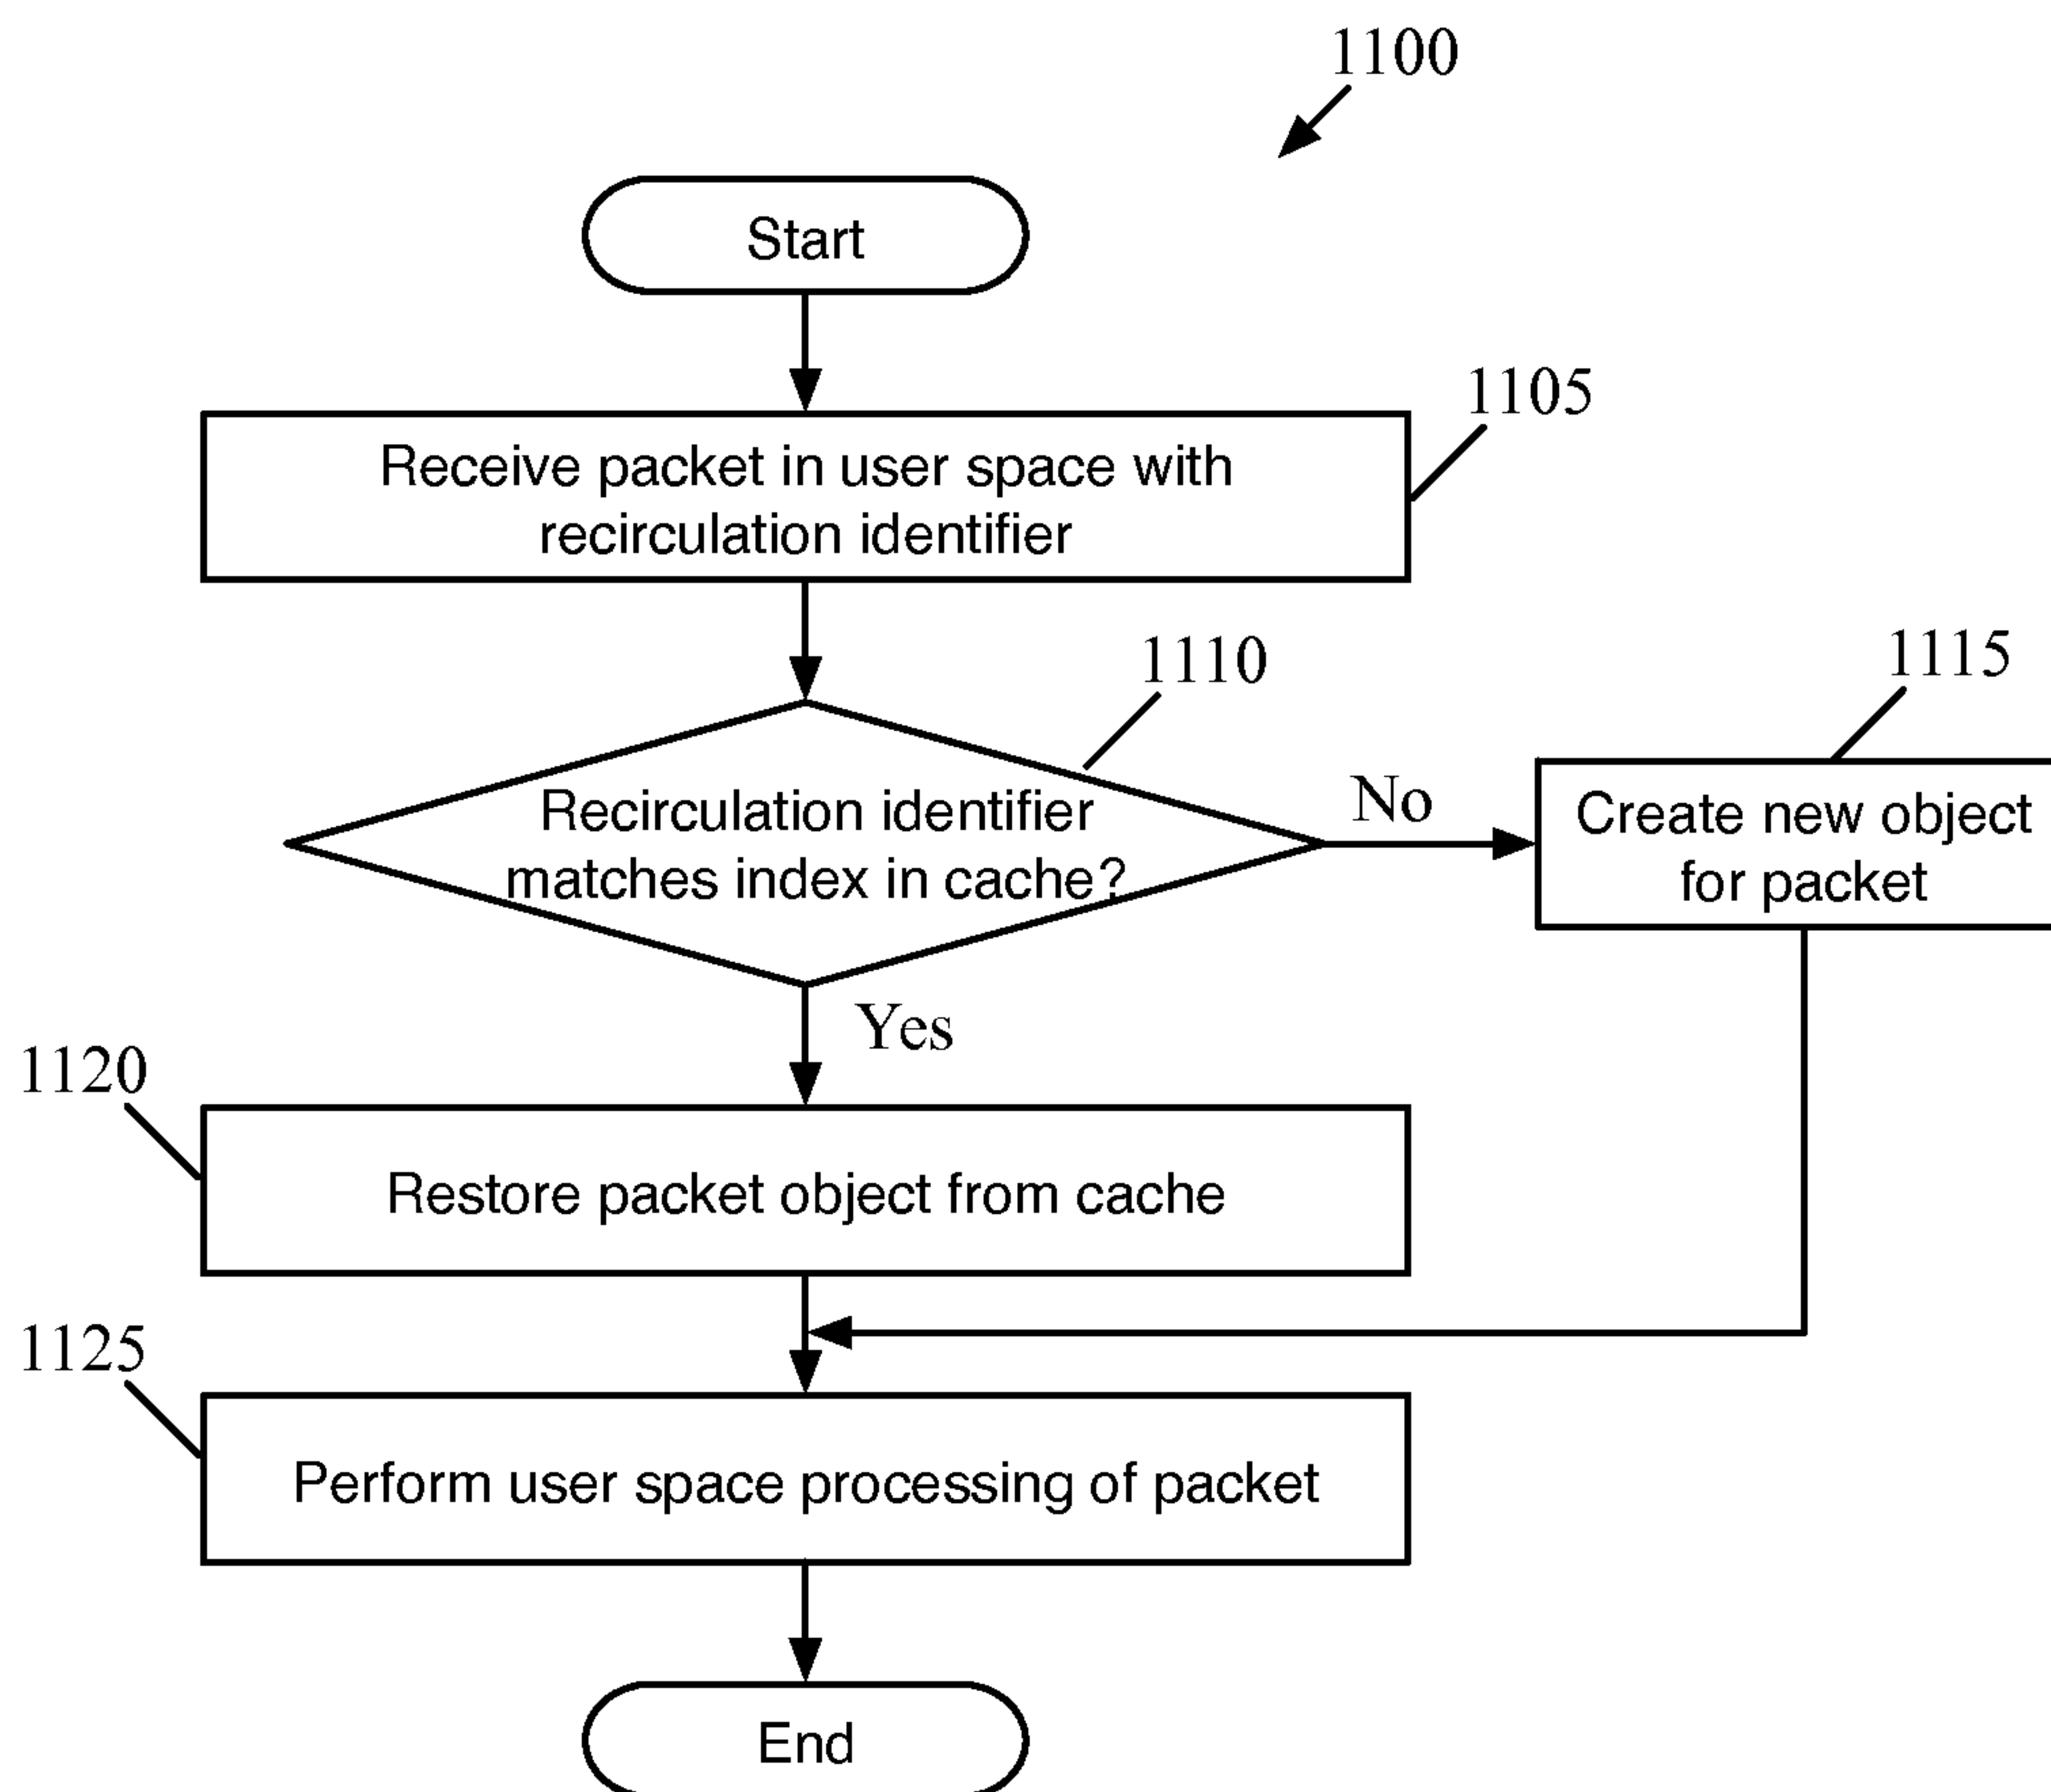 1100
Start
1105
Receive packet in user space with
recirculation identifier
1110
1115
Recirculation identifier
matches index in cache?
No
Create new object
for packet
Yes
1120
Restore packet object from cache
1125
Perform user space processing of packet
End